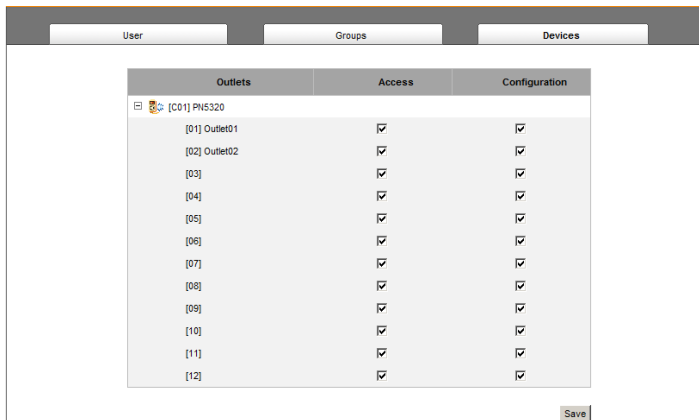 User Groups Devices
Outlets Access Configuration
[C01] PN5320
[01] Outlet01
[02] Outlet02
[03]
[04]
[05]
[06]
[07]
[08]
[09]
[10]
[11]
[12]
Save